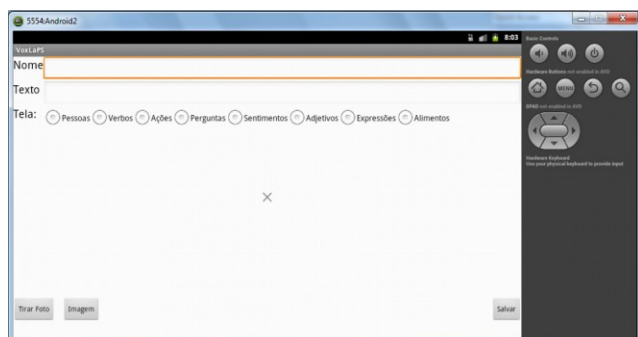 5554:Android2
8:03
VoxLaPS
Nome
Texto
Tela: Pessoas Verbos Ações Perguntas Sentimentos Adjetivos Expressões Alimentos
Tirar Foto Imagem Salvar
Basic Controls
Hardware Buttons not enabled in AVD
MENU
DPAD not enabled in AVD
Hardware Keyboard
Use your physical keyboard to provide input